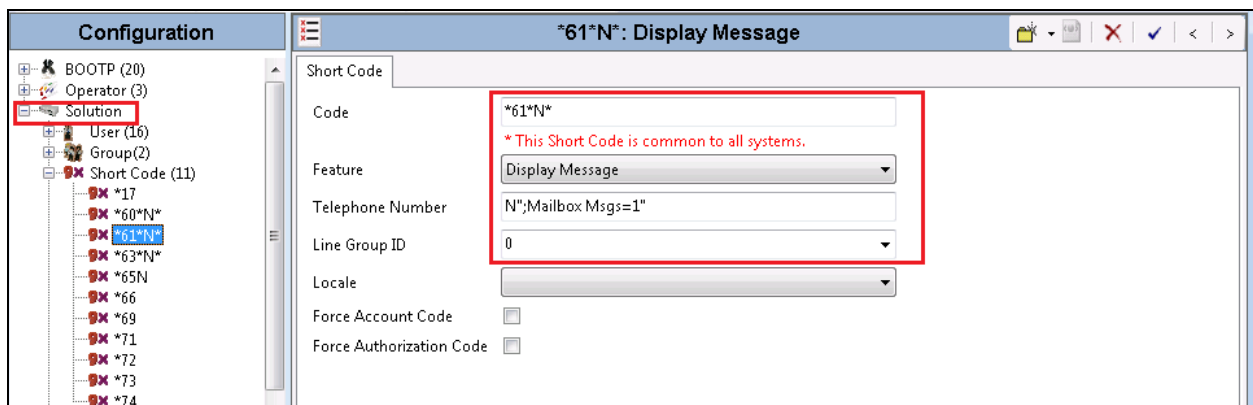 Configuration
BOOTP (20)
Operator (3)
Solution
User (16)
Group(2)
Short Code (11)
*17
*60*N*
*61*N*
*63*N*
*65N
*66
*69
*71
*72
*73
*74
*61*N*: Display Message
Short Code
Code *61*N*
* This Short Code is common to all systems.
Feature Display Message
Telephone Number N";Mailbox Msgs=1"
Line Group ID 0
Locale
Force Account Code
Force Authorization Code